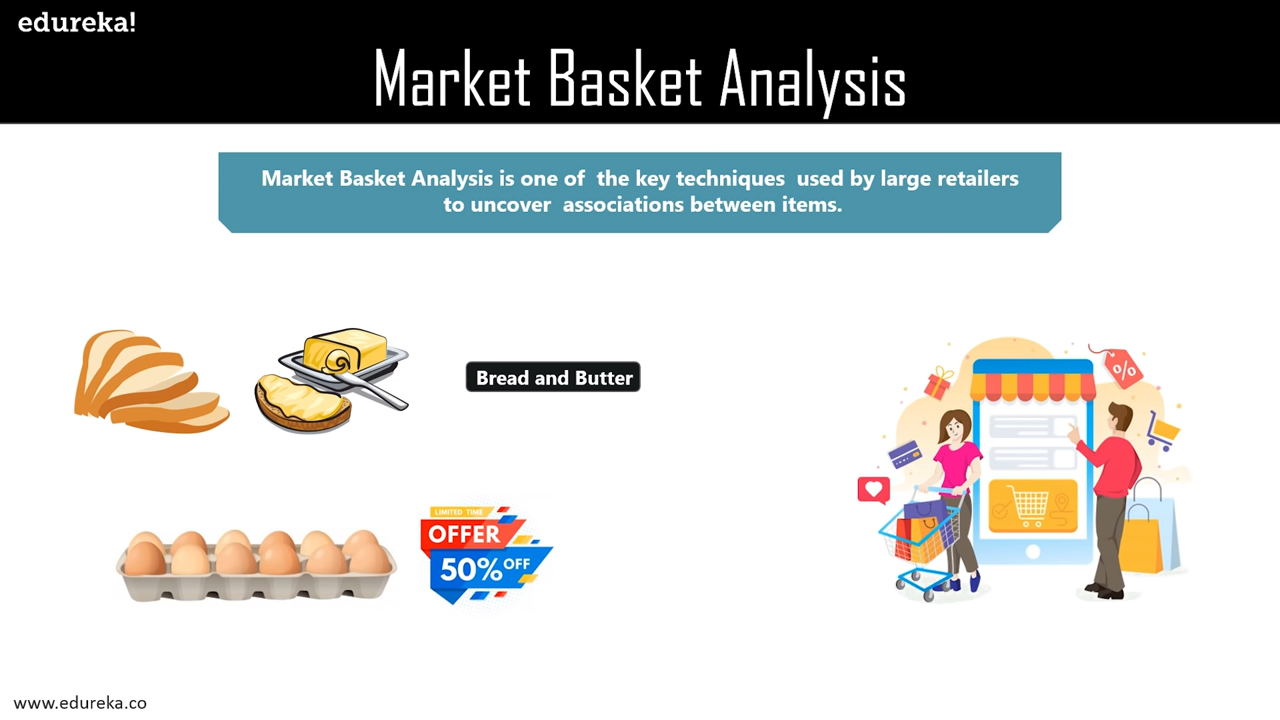 edureka!
Market Basket Analysis
Market Basket Analysis is one of the key techniques used by large retailers
to uncover associations between items.
Bread and Butter
%
LIMITED TIME
OFFER
50% OFF
www.edureka.co